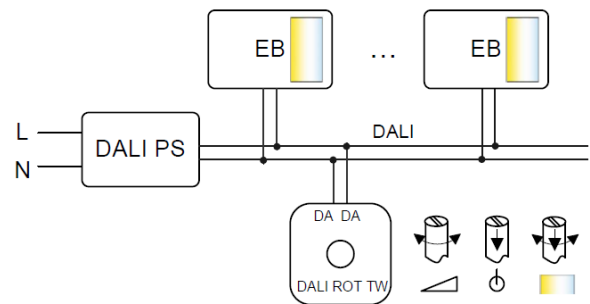 EB ... EB
L
DALI PS
DALI
N
DA DA
DALI ROT TW